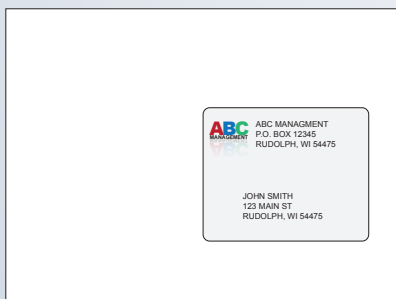 ABC
MANAGEMENT
ABC MANAGMENT
P.O. BOX 12345
RUDOLPH, WI 54475
JOHN SMITH
123 MAIN ST
RUDOLPH, WI 54475